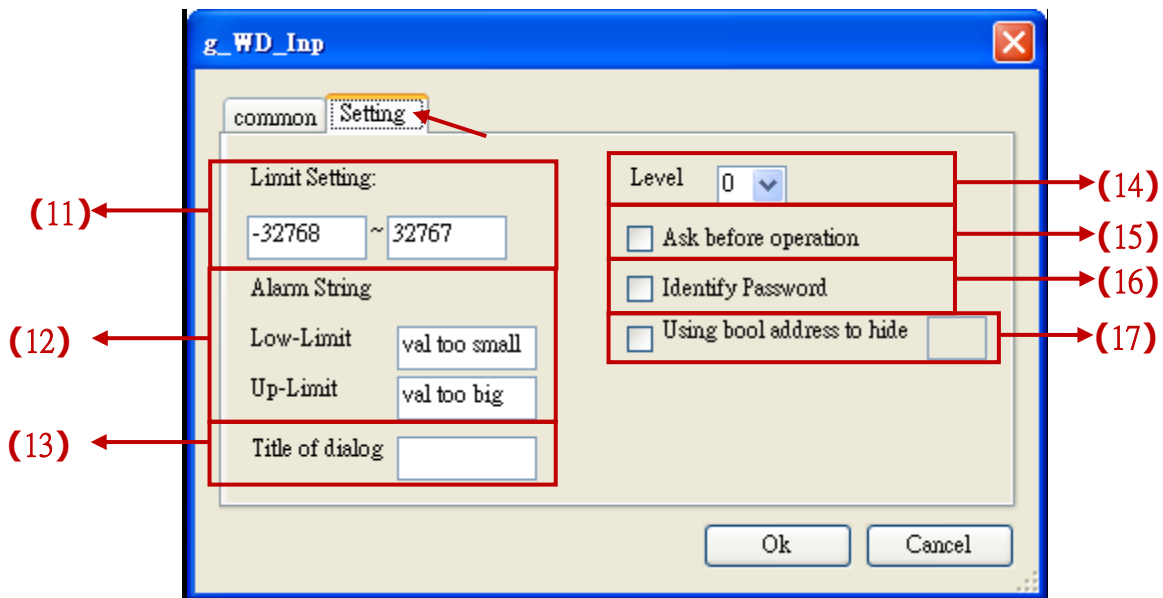 g_WD_Inp
common Setting
Limit Setting:
-32768 ~ 32767
(11)
Alarm String
Low-Limit val too small
Up-Limit val too big
(12)
Title of dialog
(13)
Level 0
(14)
Ask before operation
(15)
Identify Password
(16)
Using bool address to hide
(17)
Ok Cancel